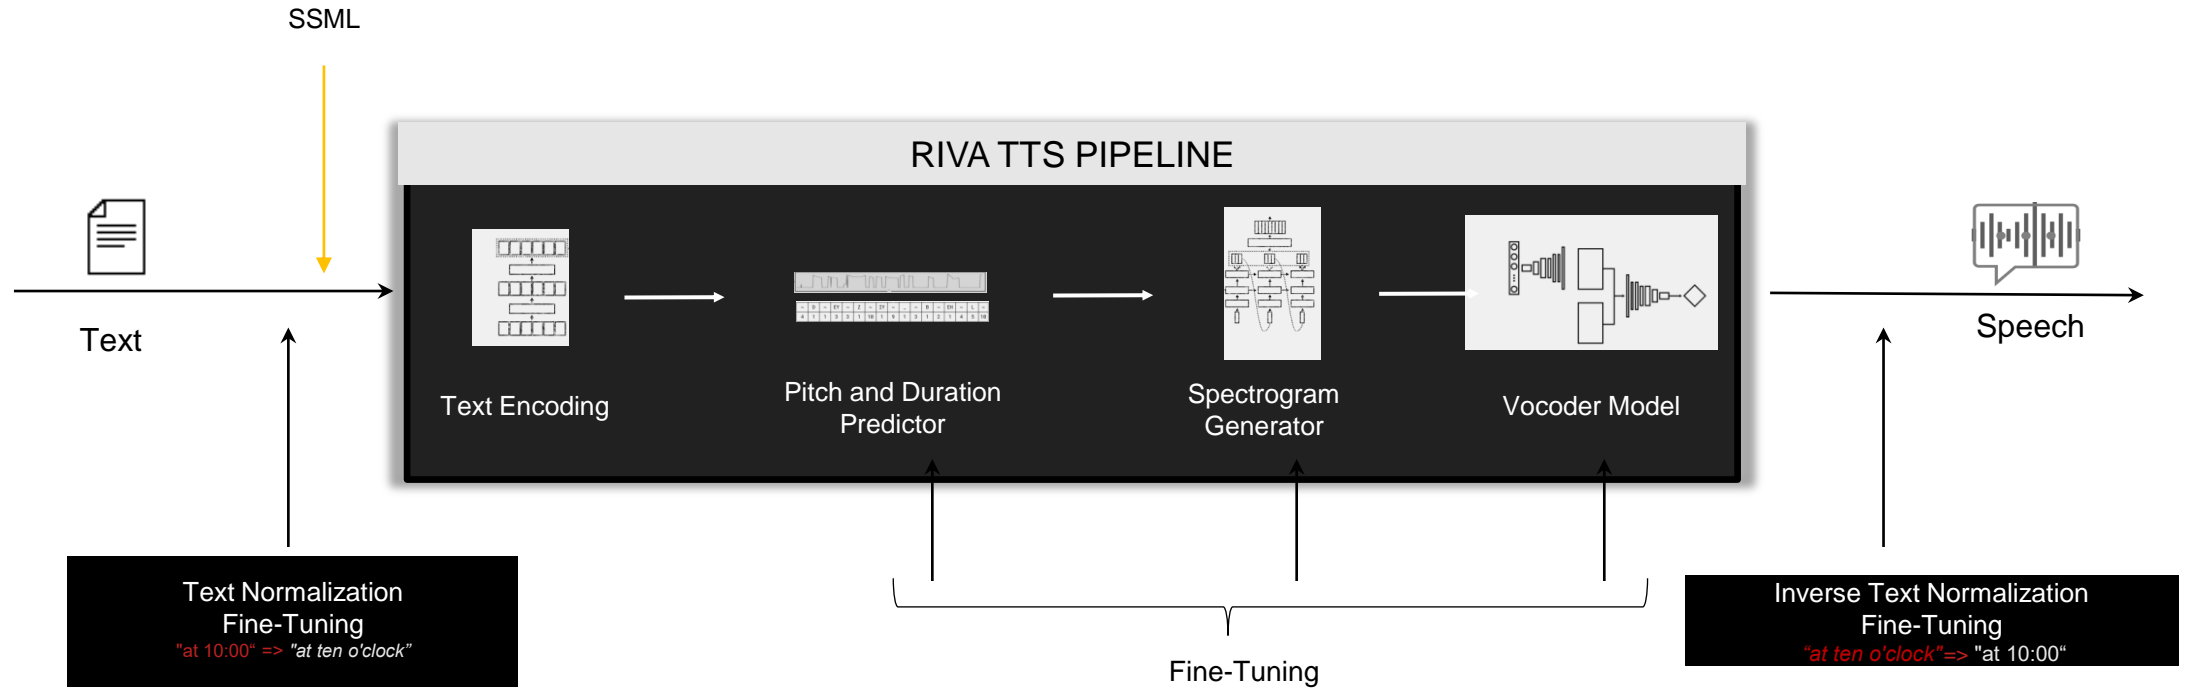 SSML
RIVA TTS PIPELINE
Text
Text Encoding
Pitch and Duration
Predictor
Spectrogram
Generator
Vocoder Model
Speech
Text Normalization
Fine-Tuning
"at 10:00“ => "at ten o'clock”
Fine-Tuning
Inverse Text Normalization
Fine-Tuning
“at ten o'clock"=> "at 10:00“